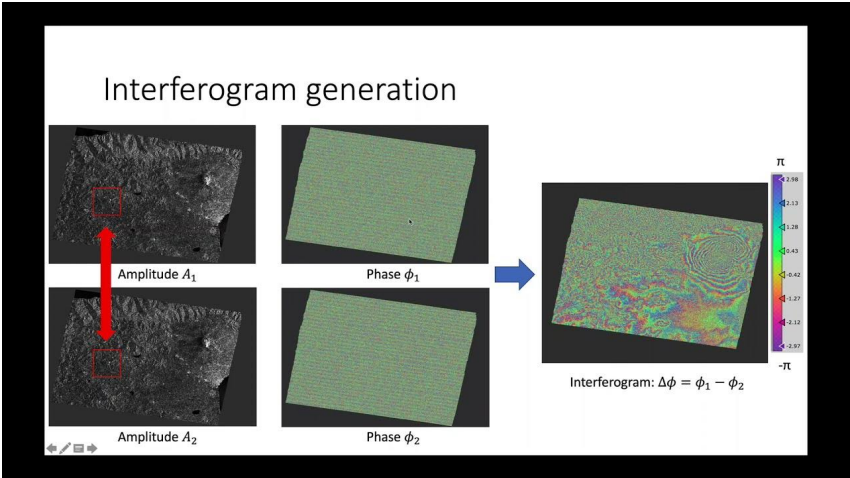 Interferogram generation
Amplitude A₁
Phase ϕ₁
Amplitude A₂
Phase ϕ₂
π
2.98
2.13
1.28
0.43
-0.42
-1.27
-2.12
-2.97
-π
Interferogram: Δϕ = ϕ₁ − ϕ₂